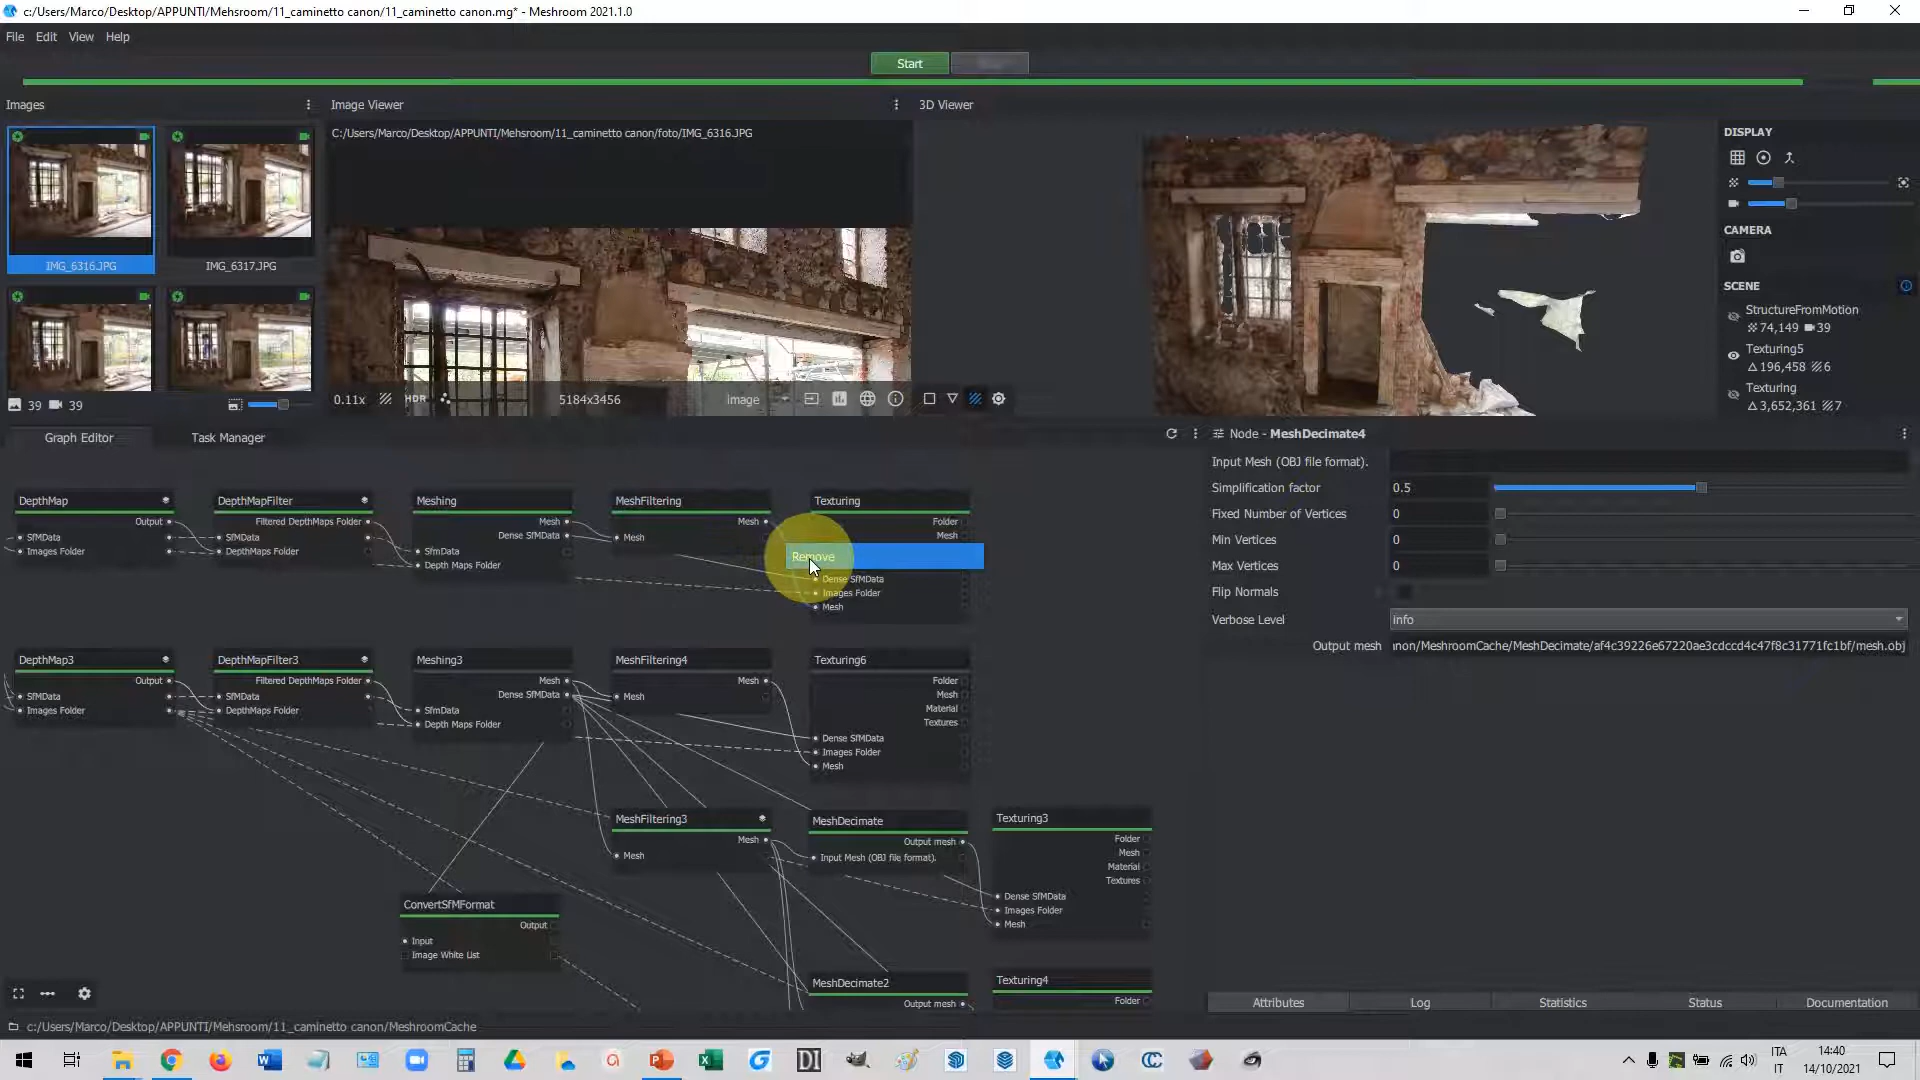 c:/Users/Marco/Desktop/APPUNTI/Mehsroom/11_caminetto canon/11_caminetto canon.mg* - Meshroom 2021.1.0
File Edit View Help
Start
Images
Image Viewer
3D Viewer
C:/Users/Marco/Desktop/APPUNTI/Mehsroom/11_caminetto canon/foto/IMG_6316.JPG
IMG_6316.JPG
IMG_6317.JPG
39 39
0.11x HDR 5184x3456 image
DISPLAY
CAMERA
SCENE
StructureFromMotion
74,149 39
Texturing5
196,458 6
Texturing
3,652,361 7
Graph Editor
Task Manager
Node - MeshDecimate4
Input Mesh (OBJ file format).
Simplification factor 0.5
Fixed Number of Vertices 0
Min Vertices 0
Max Vertices 0
Flip Normals
Verbose Level info
Output mesh non/MeshroomCache/MeshDecimate/af4c39226e67220ae3cdccd4c47f8c31771fc1bf/mesh.obj
DepthMap
Output
SfMData
Images Folder
DepthMapFilter
Filtered DepthMaps Folder
SfMData
DepthMaps Folder
Meshing
Mesh
Dense SfMData
SfmData
Depth Maps Folder
MeshFiltering
Mesh
Mesh
Texturing
Folder
Mesh
Remove
Dense SfMData
Images Folder
Mesh
DepthMap3
Output
SfMData
Images Folder
DepthMapFilter3
Filtered DepthMaps Folder
SfMData
DepthMaps Folder
Meshing3
Mesh
Dense SfMData
SfmData
Depth Maps Folder
MeshFiltering4
Mesh
Mesh
Texturing6
Folder
Mesh
Material
Textures
Dense SfMData
Images Folder
Mesh
MeshFiltering3
Mesh
Mesh
MeshDecimate
Output mesh
Input Mesh (OBJ file format).
Texturing3
Folder
Mesh
Material
Textures
Dense SfMData
Images Folder
Mesh
ConvertSfMFormat
Output
Input
Image White List
MeshDecimate2
Output mesh
Texturing4
Folder
Attributes Log Statistics Status Documentation
c:/Users/Marco/Desktop/APPUNTI/Mehsroom/11_caminetto canon/MeshroomCache
ITA
IT
14:40
14/10/2021